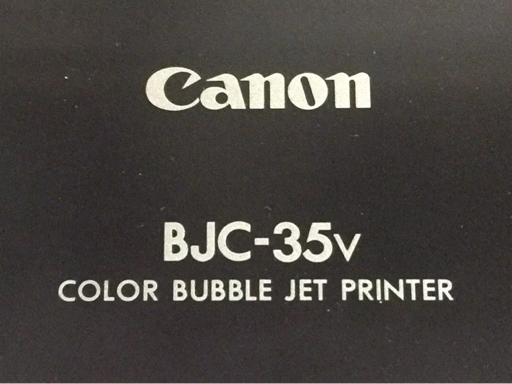 Canon
BJC-35v
COLOR BUBBLE JET PRINTER